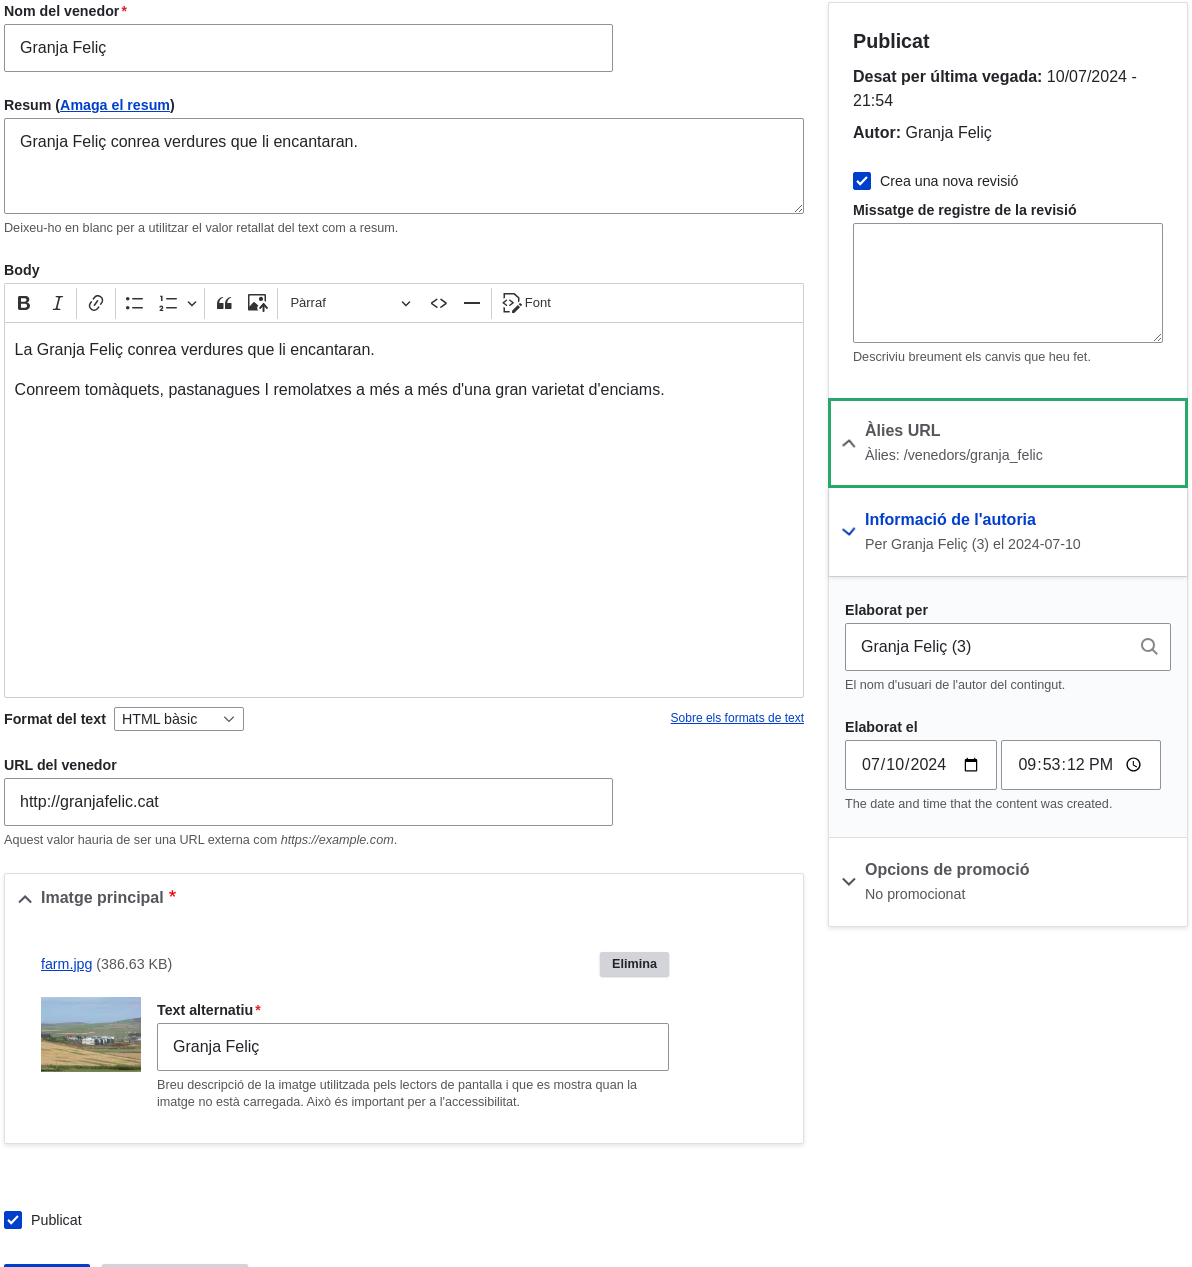 Nom del venedor*
Granja Feliç
Resum (Amaga el resum)
Granja Feliç conrea verdures que li encantaran.
Deixeu-ho en blanc per a utilitzar el valor retallat del text com a resum.
Body
B I Pàrraf Font
La Granja Feliç conrea verdures que li encantaran.
Conreem tomàquets, pastanagues I remolatxes a més a més d'una gran varietat d'enciams.
Format del text HTML bàsic Sobre els formats de text
URL del venedor
http://granjafelic.cat
Aquest valor hauria de ser una URL externa com https://example.com.
Imatge principal *
farm.jpg (386.63 KB) Elimina
Text alternatiu*
Granja Feliç
Breu descripció de la imatge utilitzada pels lectors de pantalla i que es mostra quan la
imatge no està carregada. Això és important per a l'accessibilitat.
Publicat
Publicat
Desat per última vegada: 10/07/2024 -
21:54
Autor: Granja Feliç
Crea una nova revisió
Missatge de registre de la revisió
Descriviu breument els canvis que heu fet.
Àlies URL
Àlies: /venedors/granja_felic
Informació de l'autoria
Per Granja Feliç (3) el 2024-07-10
Elaborat per
Granja Feliç (3)
El nom d'usuari de l'autor del contingut.
Elaborat el
07/10/2024 09:53:12 PM
The date and time that the content was created.
Opcions de promoció
No promocionat